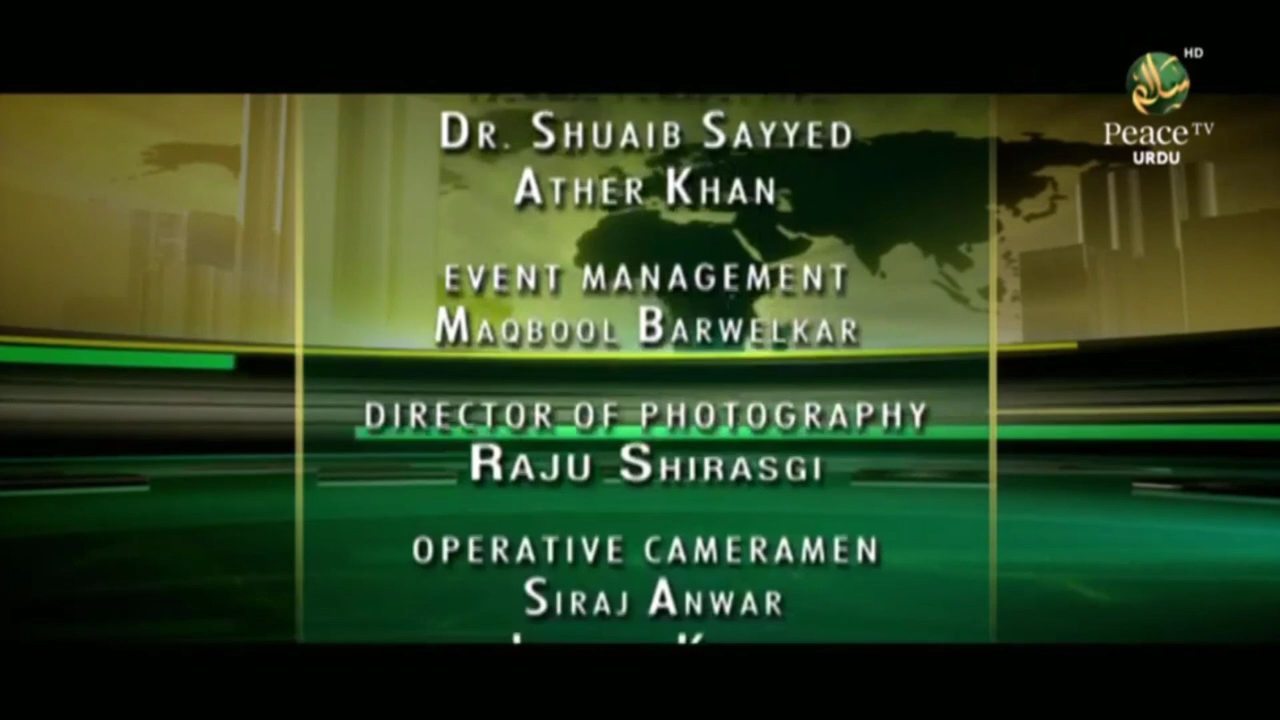 HD
سلام
Peace TV
URDU
DR. SHUAIB SAYYED
ATHER KHAN
EVENT MANAGEMENT
MAQBOOL BARWELKAR
DIRECTOR OF PHOTOGRAPHY
RAJU SHIRASGI
OPERATIVE CAMERAMEN
SIRAJ ANWAR